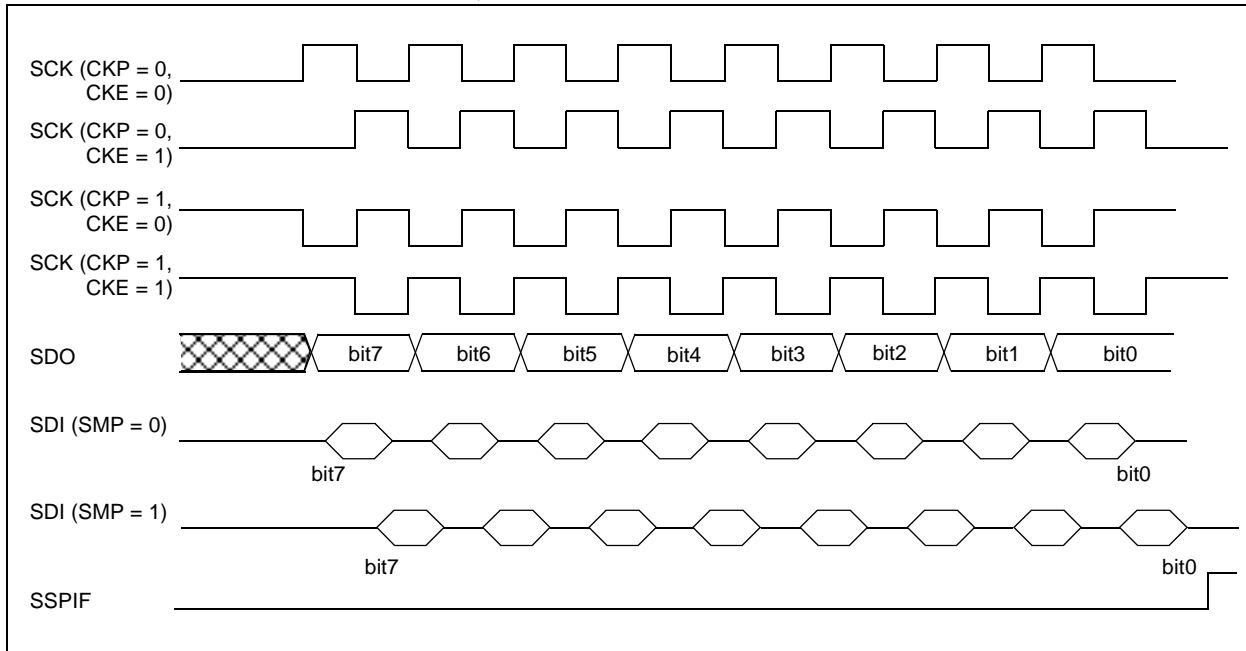 SCK (CKP = 0,
CKE = 0)
SCK (CKP = 0,
CKE = 1)
SCK (CKP = 1,
CKE = 0)
SCK (CKP = 1,
CKE = 1)
SDO bit7 bit6 bit5 bit4 bit3 bit2 bit1 bit0
SDI (SMP = 0)
bit7 bit0
SDI (SMP = 1)
bit7 bit0
SSPIF